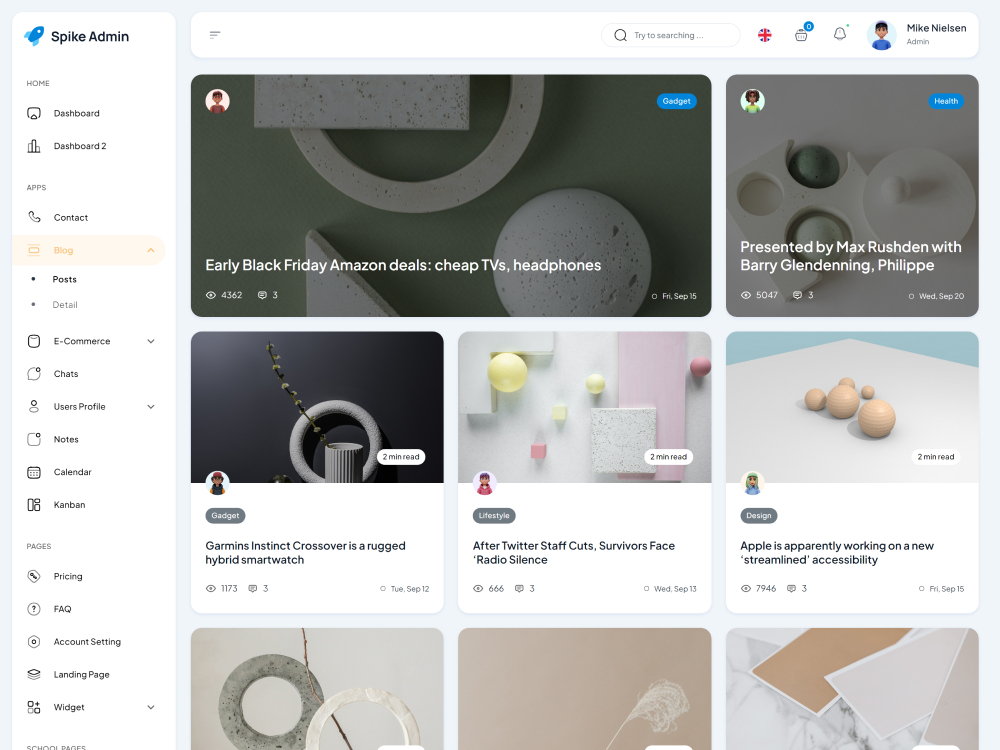 Spike Admin
HOME
Dashboard
Dashboard 2
APPS
Contact
Blog
Posts
Detail
E-Commerce
Chats
Users Profile
Notes
Calendar
Kanban
PAGES
Pricing
FAQ
Account Setting
Landing Page
Widget
SCHOOL PAGES
Try to searching ...
0
Mike Nielsen
Admin
Gadget
Early Black Friday Amazon deals: cheap TVs, headphones
4362
3
Fri, Sep 15
Health
Presented by Max Rushden with
Barry Glendenning, Philippe
5047
3
Wed, Sep 20
2 min read
Gadget
Garmins Instinct Crossover is a rugged
hybrid smartwatch
1173
3
Tue, Sep 12
2 min read
Lifestyle
After Twitter Staff Cuts, Survivors Face
‘Radio Silence
666
3
Wed, Sep 13
2 min read
Design
Apple is apparently working on a new
‘streamlined’ accessibility
7946
3
Fri, Sep 15